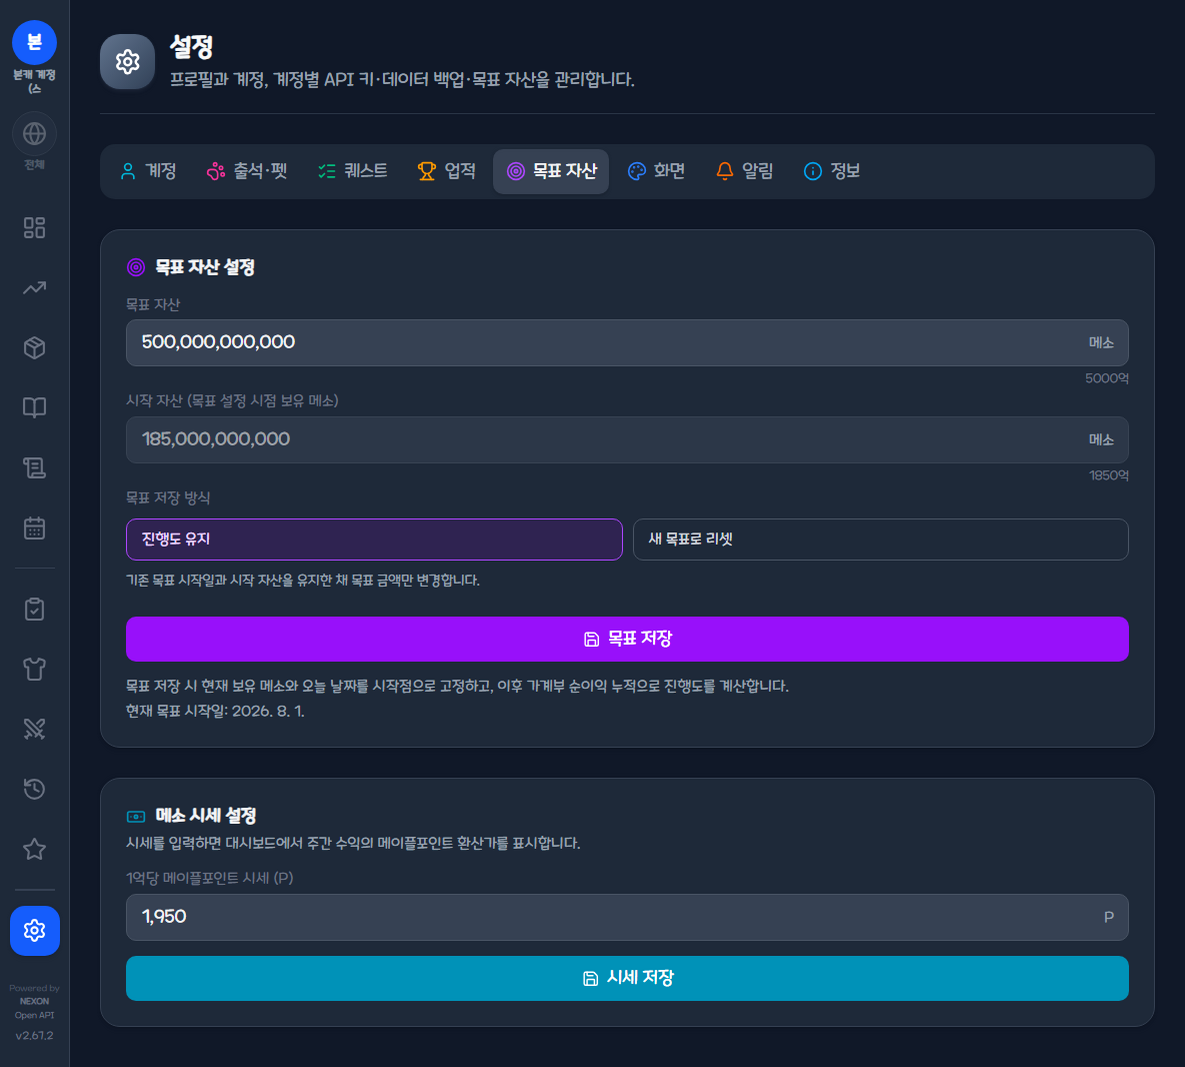 본
본캐 계정
(스
전체
Powered by
NEXON
Open API
v2.67.2
설정
프로필과 계정, 계정별 API 키·데이터 백업·목표 자산을 관리합니다.
계정
출석·펫
퀘스트
업적
목표 자산
화면
알림
정보
목표 자산 설정
목표 자산
500,000,000,000
메소
5000억
시작 자산 (목표 설정 시점 보유 메소)
185,000,000,000
메소
1850억
목표 저장 방식
진행도 유지
새 목표로 리셋
기존 목표 시작일과 시작 자산을 유지한 채 목표 금액만 변경합니다.
목표 저장
목표 저장 시 현재 보유 메소와 오늘 날짜를 시작점으로 고정하고, 이후 가계부 순이익 누적으로 진행도를 계산합니다.
현재 목표 시작일: 2026. 8. 1.
메소 시세 설정
시세를 입력하면 대시보드에서 주간 수익의 메이플포인트 환산가를 표시합니다.
1억당 메이플포인트 시세 (P)
1,950
P
시세 저장